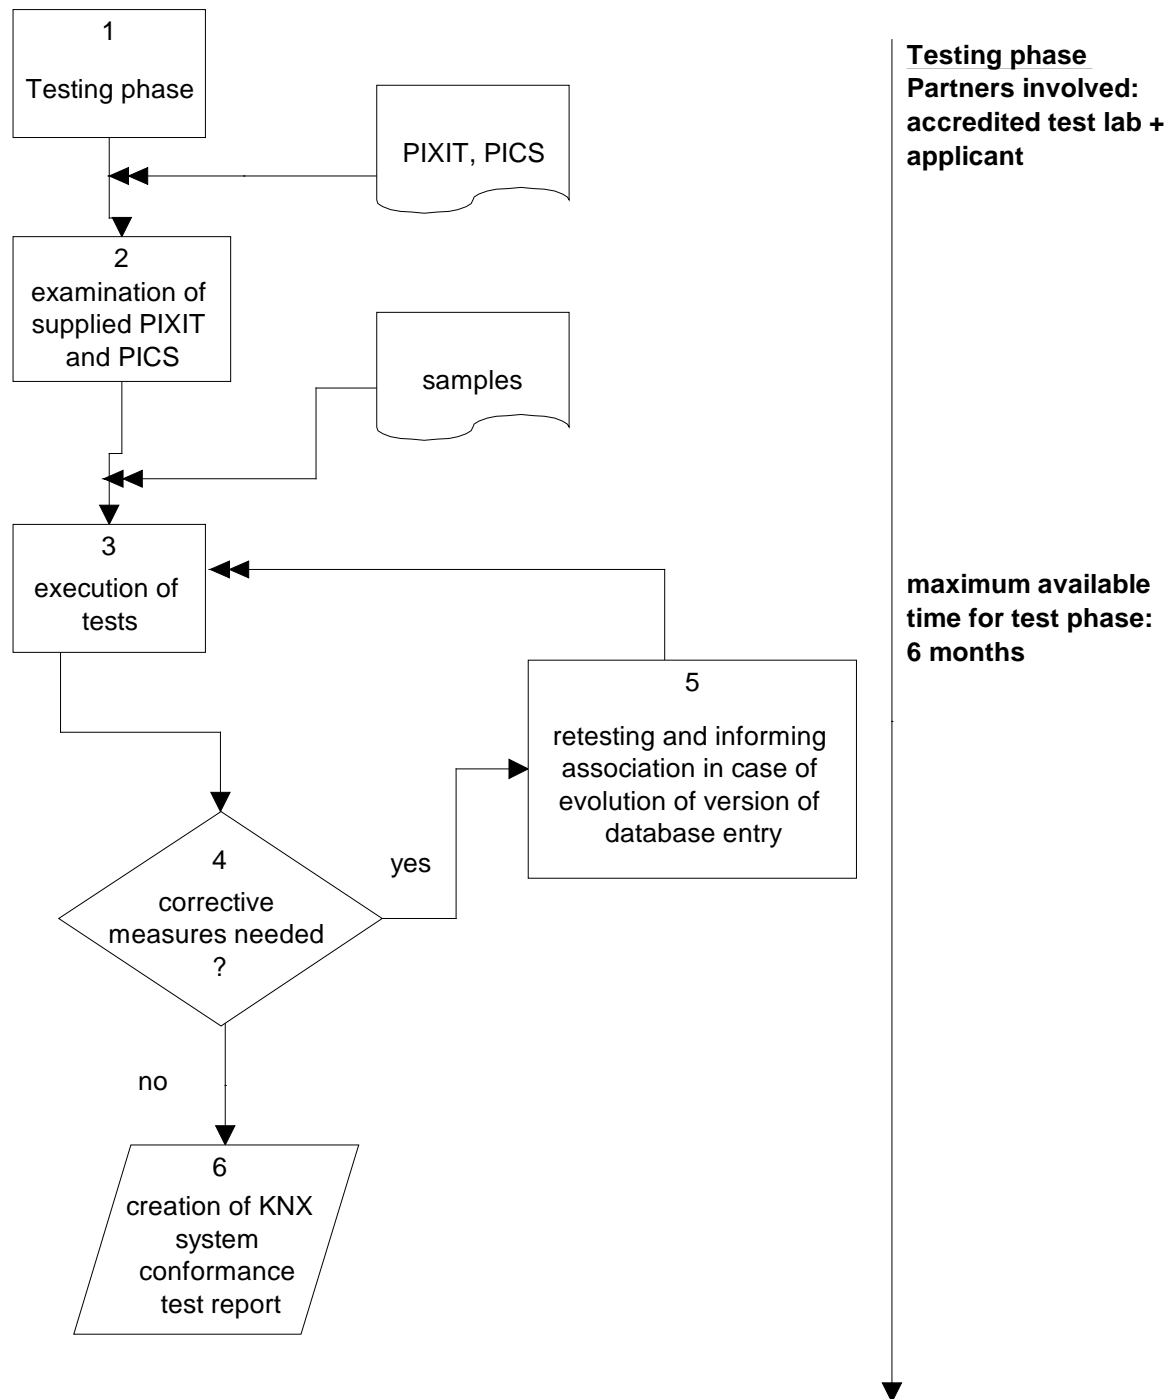 1
Testing phase
PIXIT, PICS
2
examination of
supplied PIXIT
and PICS
samples
3
execution of
tests
4
corrective
measures needed
?
yes
5
retesting and informing
association in case of
evolution of version of
database entry
no
6
creation of KNX
system
conformance
test report
Testing phase
Partners involved:
accredited test lab +
applicant
maximum available
time for test phase:
6 months